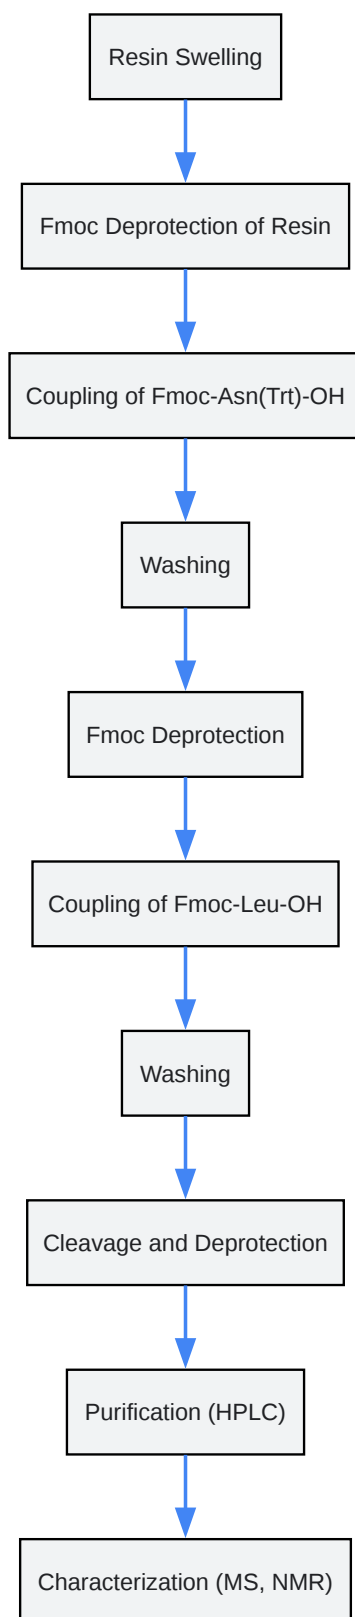 Resin Swelling
Fmoc Deprotection of Resin
Coupling of Fmoc-Asn(Trt)-OH
Washing
Fmoc Deprotection
Coupling of Fmoc-Leu-OH
Washing
Cleavage and Deprotection
Purification (HPLC)
Characterization (MS, NMR)